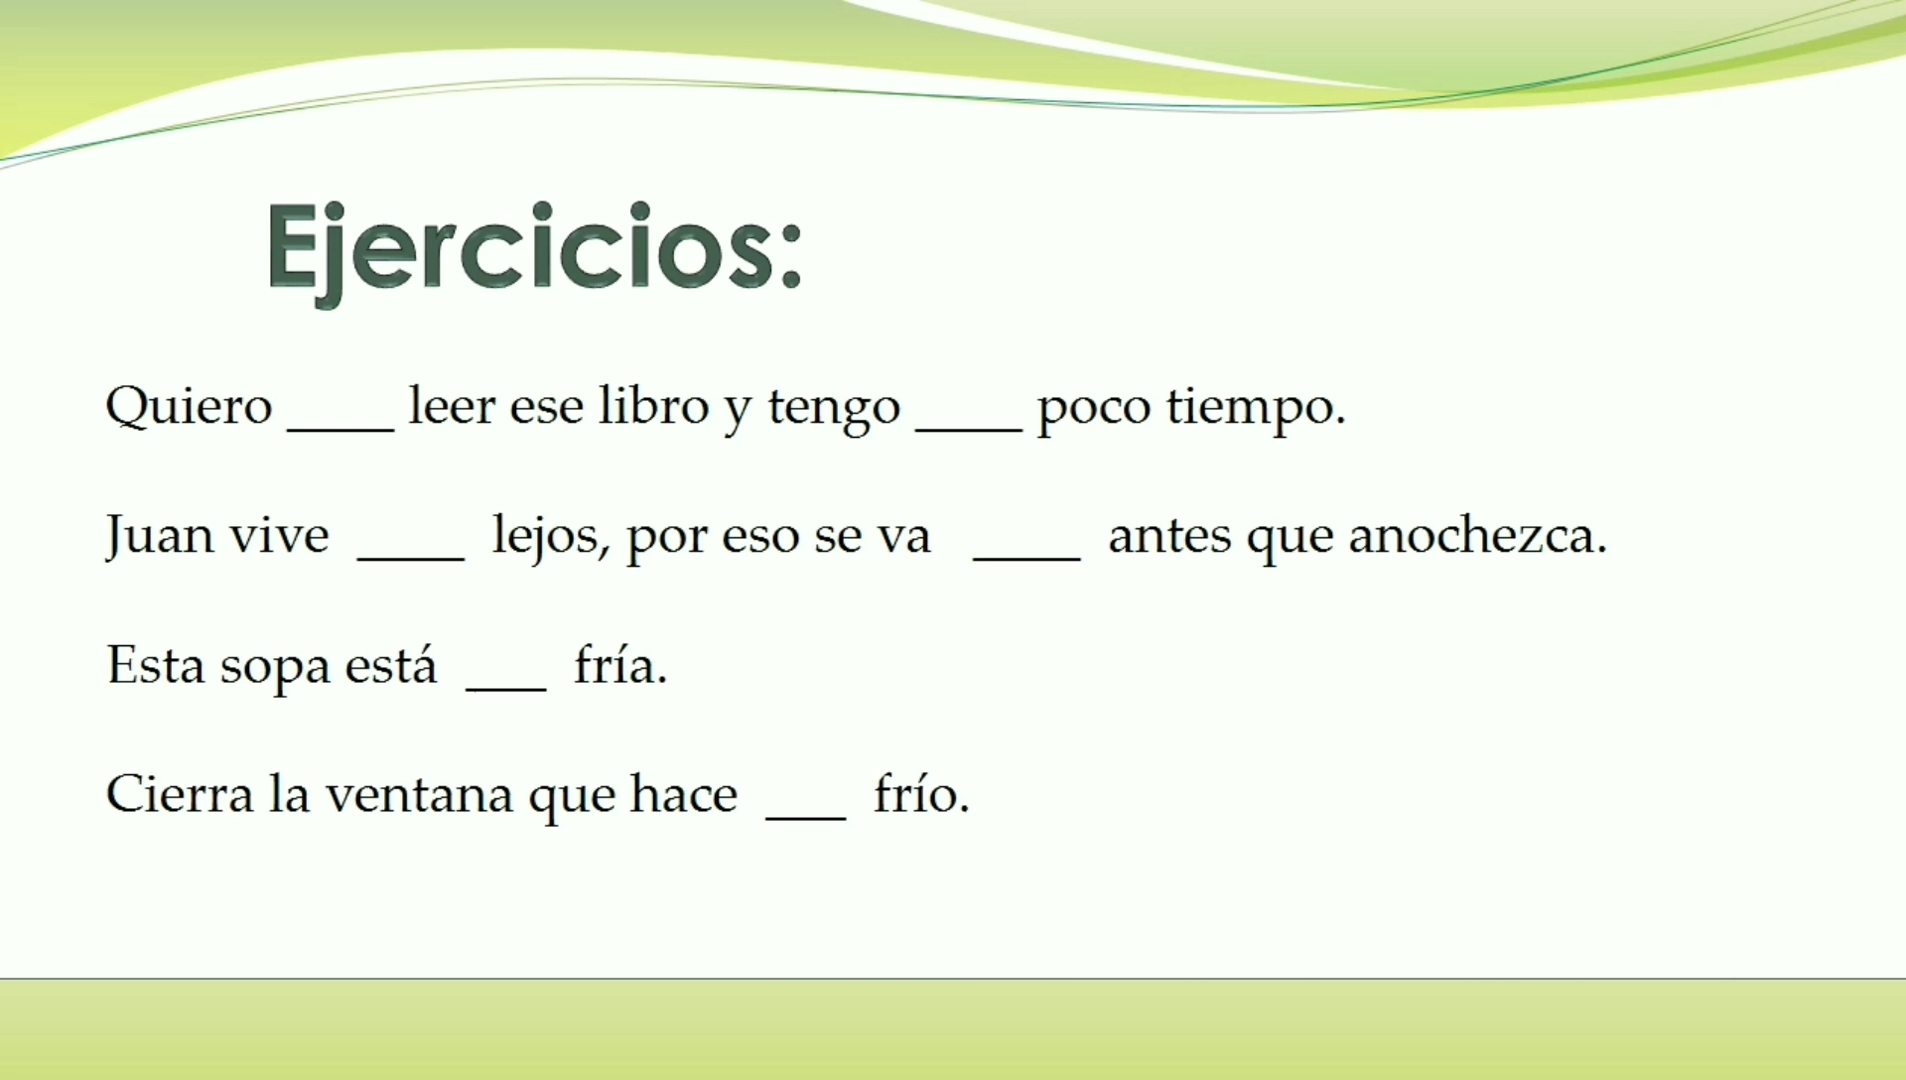 Ejercicios:
Quiero ____ leer ese libro y tengo ____ poco tiempo.
Juan vive ____ lejos, por eso se va ____ antes que anochezca.
Esta sopa está ___ fría.
Cierra la ventana que hace ___ frío.